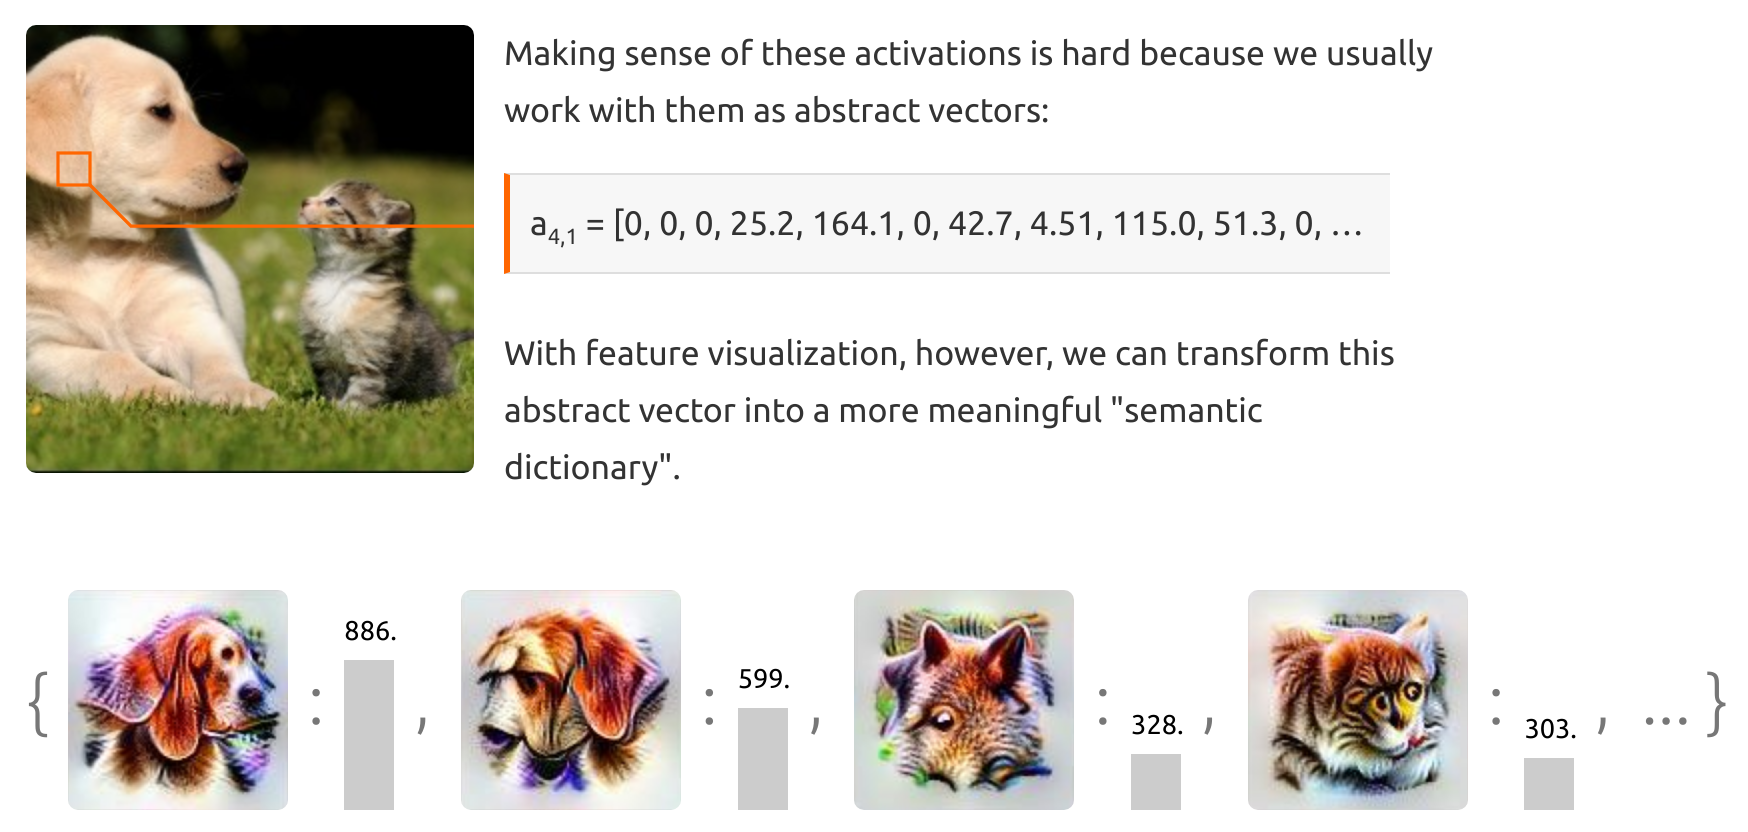 Making sense of these activations is hard because we usually
work with them as abstract vectors:
a4,1 = [0, 0, 0, 25.2, 164.1, 0, 42.7, 4.51, 115.0, 51.3, 0, …
With feature visualization, however, we can transform this
abstract vector into a more meaningful "semantic
dictionary".
{ : 886. , : 599. , : 328. , : 303. , … }